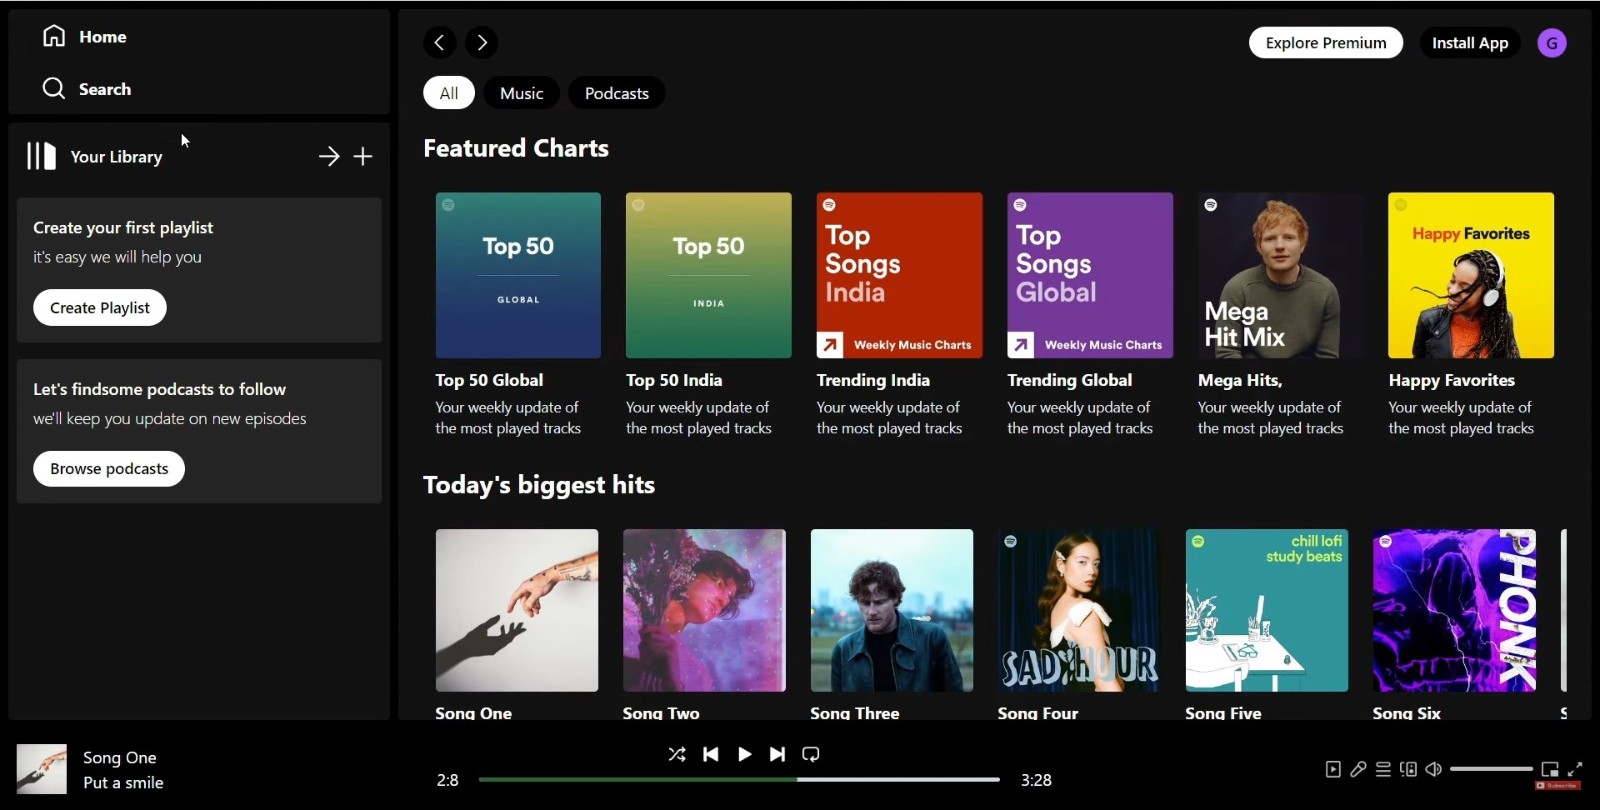 Home
Search
Your Library
Create your first playlist
it's easy we will help you
Create Playlist
Let's findsome podcasts to follow
we'll keep you update on new episodes
Browse podcasts
Explore Premium
Install App
G
All
Music
Podcasts
Featured Charts
Top 50
GLOBAL
Top 50
INDIA
Top
Songs
India
Weekly Music Charts
Top
Songs
Global
Weekly Music Charts
Mega
Hit Mix
Happy Favorites
Top 50 Global
Your weekly update of
the most played tracks
Top 50 India
Your weekly update of
the most played tracks
Trending India
Your weekly update of
the most played tracks
Trending Global
Your weekly update of
the most played tracks
Mega Hits,
Your weekly update of
the most played tracks
Happy Favorites
Your weekly update of
the most played tracks
Today's biggest hits
SAD HOUR
chill lofi
study beats
PHONK
Song One
Song Two
Song Three
Song Four
Song Five
Song Six
S
Song One
Put a smile
2:8
3:28
Subscribe